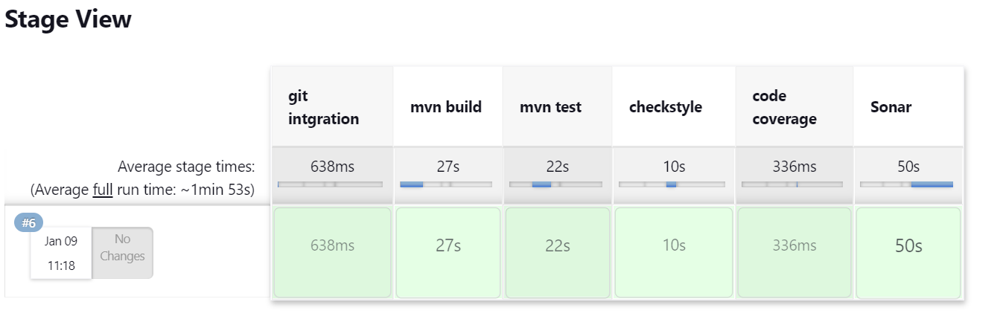 Stage View
git
intgration
mvn build
mvn test
checkstyle
code
coverage
Sonar
Average stage times:
(Average full run time: ~1min 53s)
638ms
27s
22s
10s
336ms
50s
#6
Jan 09
11:18
No
Changes
638ms
27s
22s
10s
336ms
50s